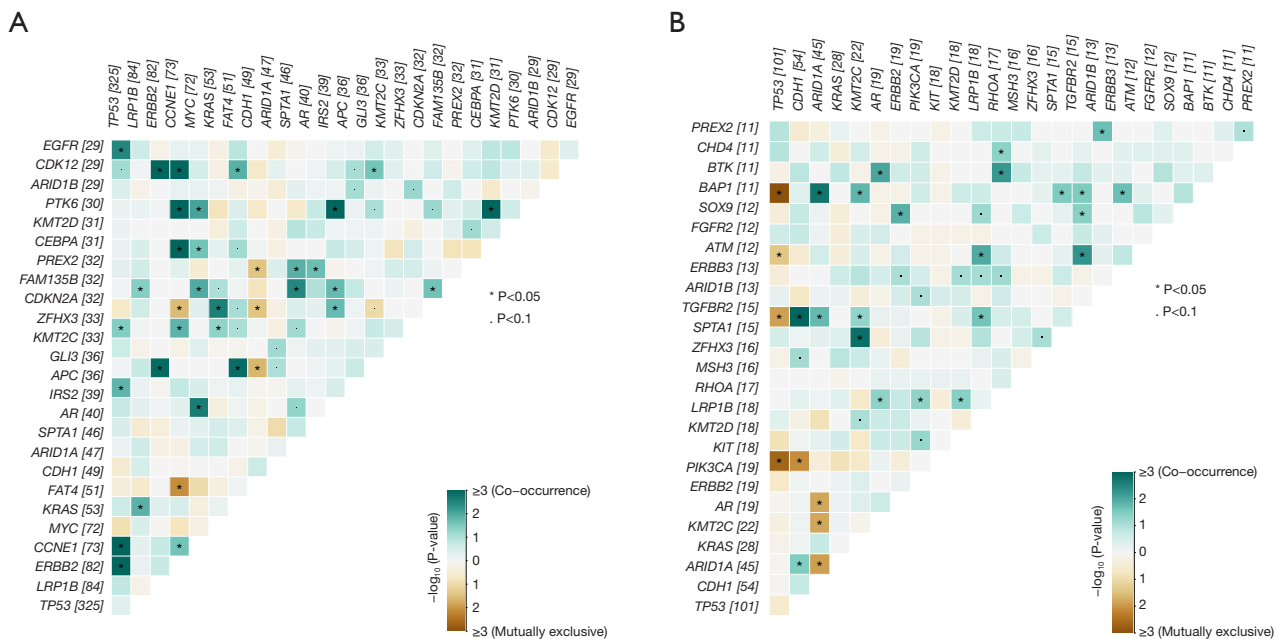 A
TP53 [325]
LRP1B [84]
ERBB2 [82]
CCNE1 [73]
MYC [72]
KRAS [53]
FAT4 [51]
CDH1 [49]
ARID1A [47]
SPTA1 [46]
AR [40]
IRS2 [39]
APC [36]
GLI3 [36]
KMT2C [33]
ZFHX3 [33]
CDKN2A [32]
FAM135B [32]
PREX2 [32]
CEBPA [31]
KMT2D [31]
PTK6 [30]
ARID1B [29]
CDK12 [29]
EGFR [29]
EGFR [29]
CDK12 [29]
ARID1B [29]
PTK6 [30]
KMT2D [31]
CEBPA [31]
PREX2 [32]
FAM135B [32]
CDKN2A [32]
ZFHX3 [33]
KMT2C [33]
GLI3 [36]
APC [36]
IRS2 [39]
AR [40]
SPTA1 [46]
ARID1A [47]
CDH1 [49]
FAT4 [51]
KRAS [53]
MYC [72]
CCNE1 [73]
ERBB2 [82]
LRP1B [84]
TP53 [325]
* P<0.05
. P<0.1
≥3 (Co-occurrence)
2
1
0
1
2
≥3 (Mutually exclusive)
−log10 (P-value)
B
TP53 [101]
CDH1 [54]
ARID1A [45]
KRAS [28]
KMT2C [22]
AR [19]
ERBB2 [19]
PIK3CA [19]
KIT [18]
KMT2D [18]
LRP1B [18]
RHOA [17]
MSH3 [16]
ZFHX3 [16]
SPTA1 [15]
TGFBR2 [15]
ARID1B [13]
ERBB3 [13]
ATM [12]
FGFR2 [12]
SOX9 [12]
BAP1 [11]
BTK [11]
CHD4 [11]
PREX2 [11]
PREX2 [11]
CHD4 [11]
BTK [11]
BAP1 [11]
SOX9 [12]
FGFR2 [12]
ATM [12]
ERBB3 [13]
ARID1B [13]
TGFBR2 [15]
SPTA1 [15]
ZFHX3 [16]
MSH3 [16]
RHOA [17]
LRP1B [18]
KMT2D [18]
KIT [18]
PIK3CA [19]
ERBB2 [19]
AR [19]
KMT2C [22]
KRAS [28]
ARID1A [45]
CDH1 [54]
TP53 [101]
* P<0.05
. P<0.1
≥3 (Co-occurrence)
2
1
0
1
2
≥3 (Mutually exclusive)
−log10 (P-value)